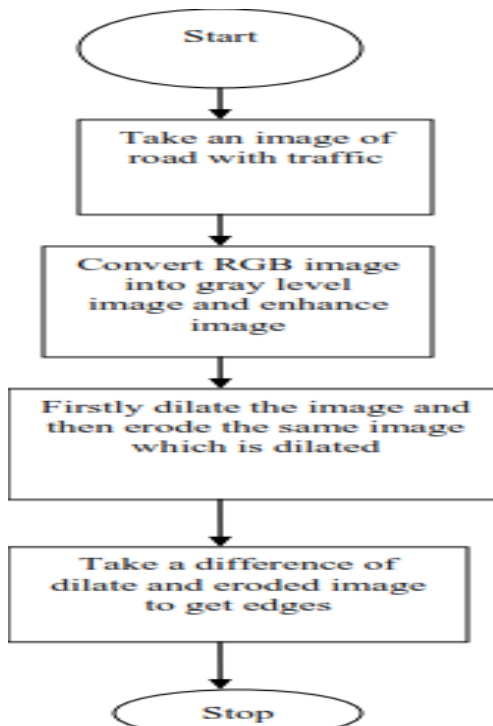 Start
Take an image of
road with traffic
Convert RGB image
into gray level
image and enhance
image
Firstly dilate the image and
then erode the same image
which is dilated
Take a difference of
dilate and eroded image
to get edges
Stop